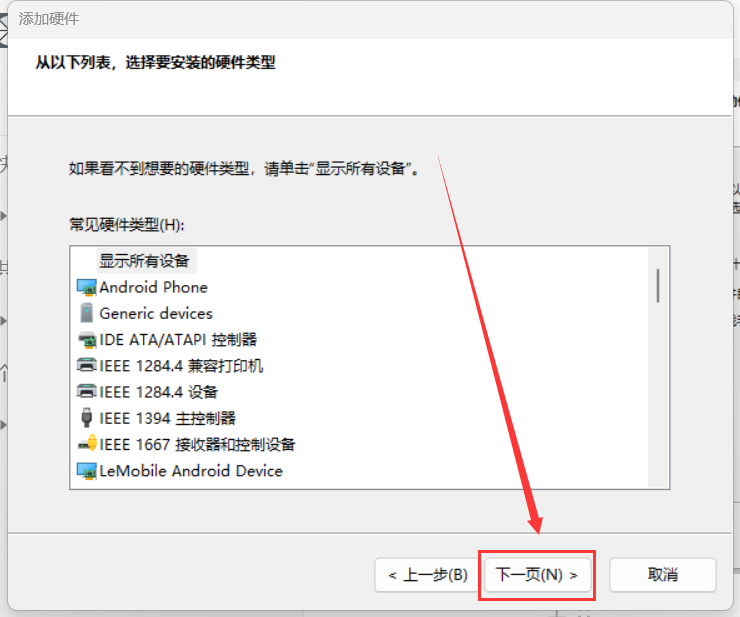 添加硬件
从以下列表，选择要安装的硬件类型
如果看不到想要的硬件类型，请单击“显示所有设备”。
常见硬件类型(H):
显示所有设备
Android Phone
Generic devices
IDE ATA/ATAPI 控制器
IEEE 1284.4 兼容打印机
IEEE 1284.4 设备
IEEE 1394 主控制器
IEEE 1667 接收器和控制设备
LeMobile Android Device
< 上一步(B)
下一页(N) >
取消